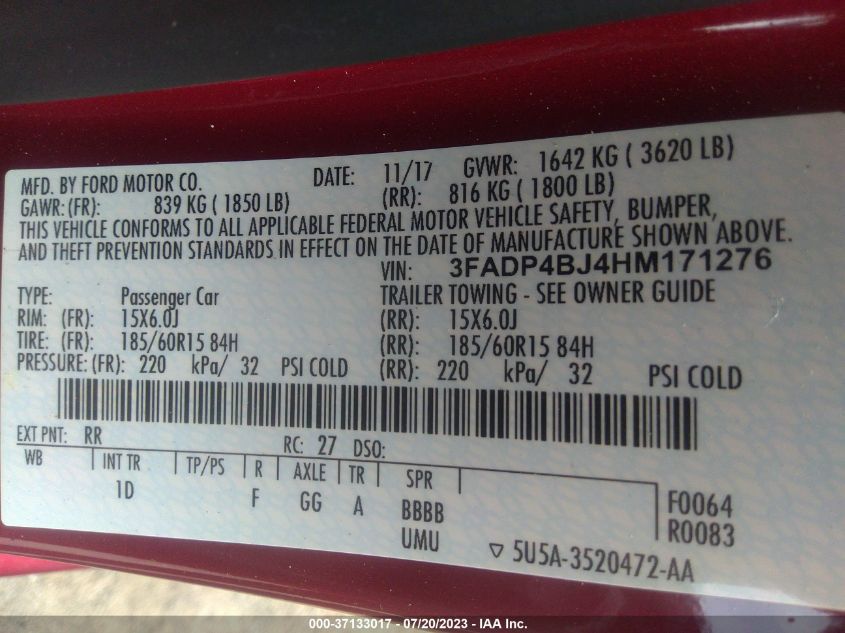 MFD. BY FORD MOTOR CO. DATE: 11/17 GVWR: 1642 KG ( 3620 LB)
GAWR: (FR): 839 KG ( 1850 LB) (RR): 816 KG ( 1800 LB)
THIS VEHICLE CONFORMS TO ALL APPLICABLE FEDERAL MOTOR VEHICLE SAFETY, BUMPER,
AND THEFT PREVENTION STANDARDS IN EFFECT ON THE DATE OF MANUFACTURE SHOWN ABOVE.
VIN: 3FADP4BJ4HM171276
TYPE: Passenger Car TRAILER TOWING - SEE OWNER GUIDE
RIM: (FR): 15X6.0J (RR): 15X6.0J
TIRE: (FR): 185/60R15 84H (RR): 185/60R15 84H
PRESSURE: (FR): 220 kPa/ 32 PSI COLD (RR): 220 kPa/ 32 PSI COLD
EXT PNT: RR RC: 27 DSO:
WB INT TR TP/PS R AXLE TR SPR
1D F GG A BBBB F0064
UMU R0083
5U5A-3520472-AA
000-37133017 - 07/20/2023 - IAA Inc.